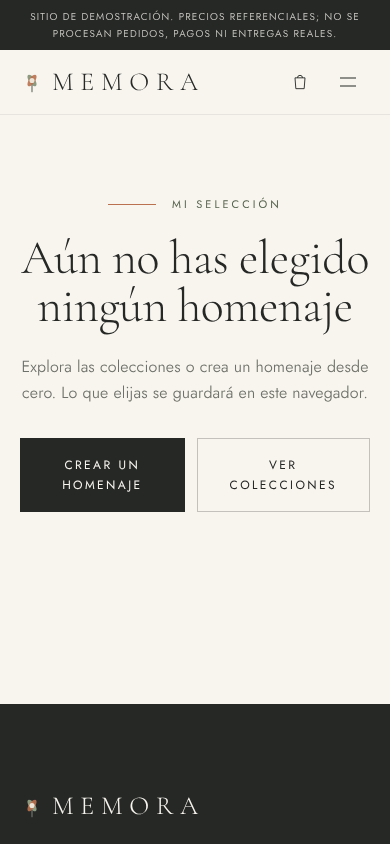 SITIO DE DEMOSTRACIÓN. PRECIOS REFERENCIALES; NO SE
PROCESAN PEDIDOS, PAGOS NI ENTREGAS REALES.
MEMORA
MI SELECCIÓN
Aún no has elegido
ningún homenaje
Explora las colecciones o crea un homenaje desde
cero. Lo que elijas se guardará en este navegador.
CREAR UN
HOMENAJE
VER
COLECCIONES
MEMORA